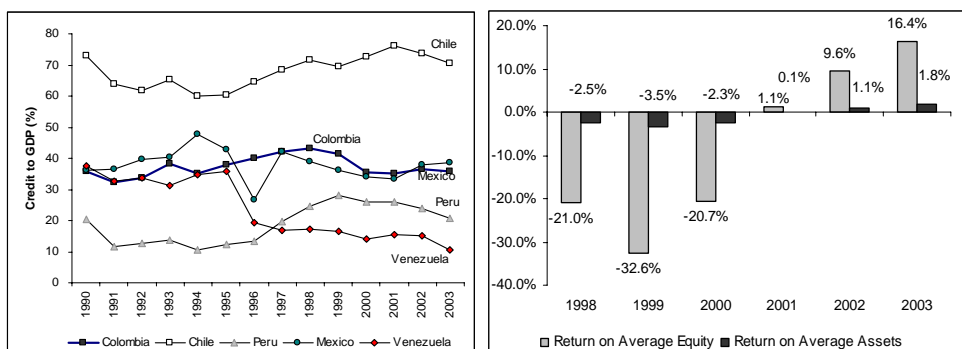 Credit to GDP (%)
80
70
60
50
40
30
20
10
0
Chile
Colombia
Mexico
Peru
Venezuela
1990 1991 1992 1993 1994 1995 1996 1997 1998 1999 2000 2001 2002 2003
Colombia Chile Peru Mexico Venezuela
20.0%
10.0%
0.0%
-10.0%
-20.0%
-30.0%
-40.0%
-2.5% -3.5% -2.3% 0.1% 1.1% 1.8%
-21.0% -32.6% -20.7% 1.1% 9.6% 16.4%
1998 1999 2000 2001 2002 2003
Return on Average Equity Return on Average Assets